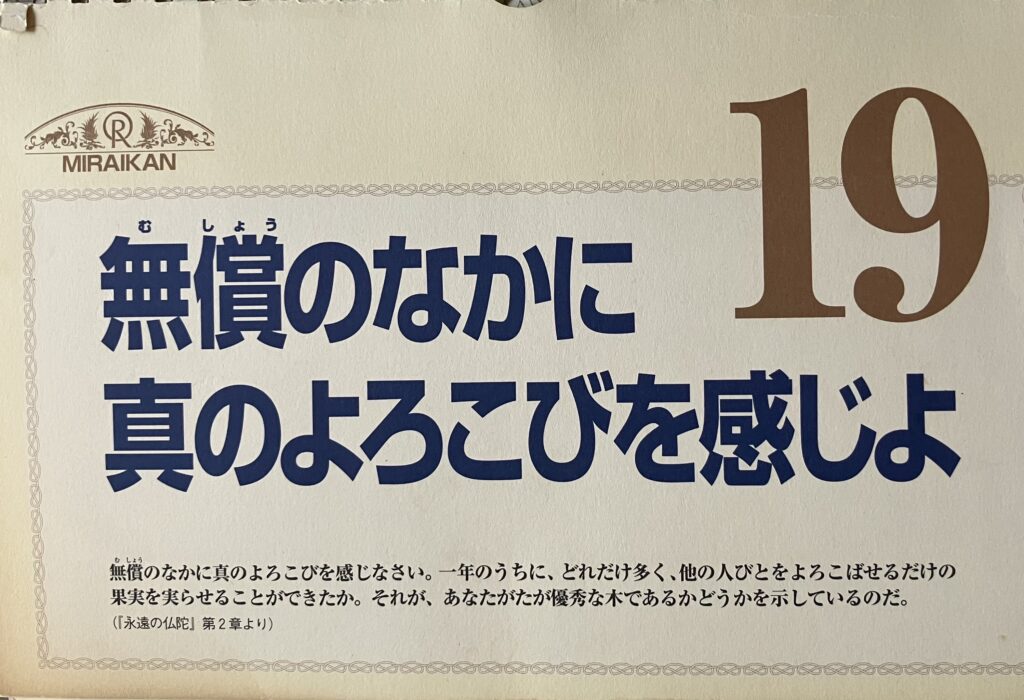 19
R
MIRAIKAN
むしょう
無償のなかに
真のよろこびを感じよ
むしょう
無償のなかに真のよろこびを感じなさい。一年のうちに、どれだけ多く、他の人びとをよろこばせるだけの
果実を実らせることができたか。それが、あなたがたが優秀な木であるかどうかを示しているのだ。
(『永遠の仏陀』第2章より)